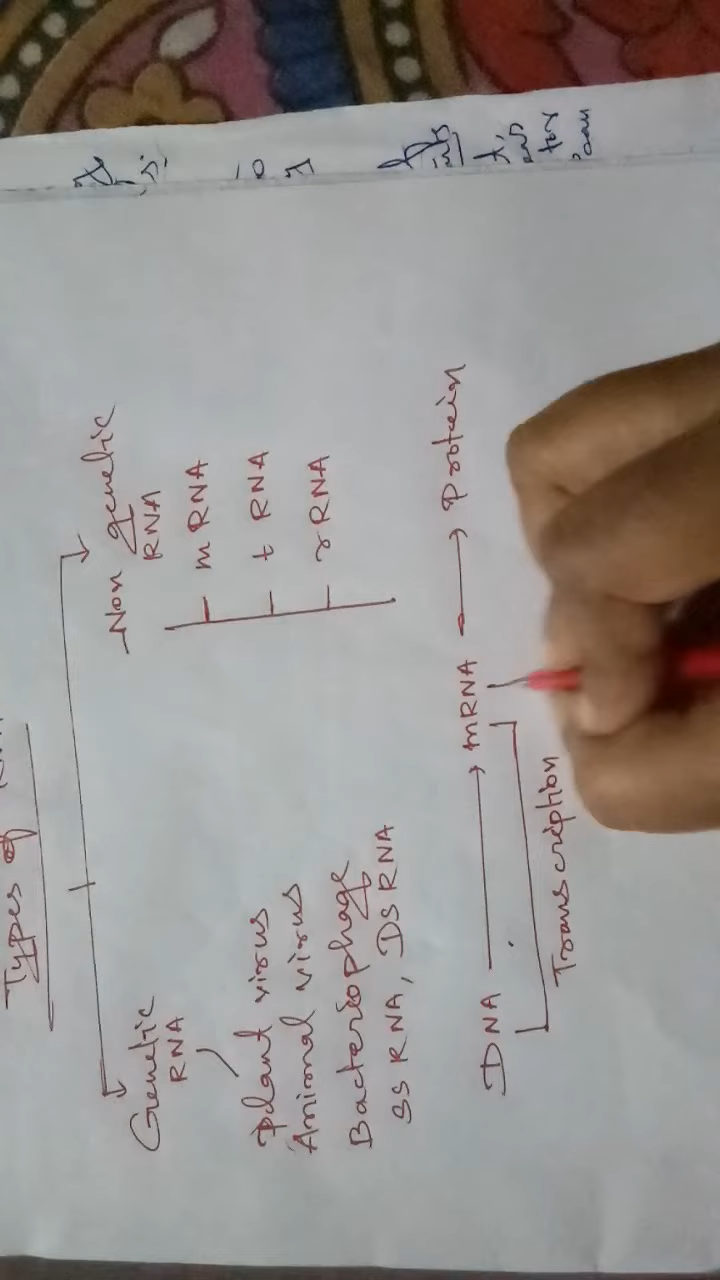 Types of RNA
Genetic
RNA
Plant virus
Animal virus
Bacteriophage
SS RNA, DS RNA
Non genetic
RNA
mRNA
t RNA
rRNA
DNA → mRNA → Protein
Transcription